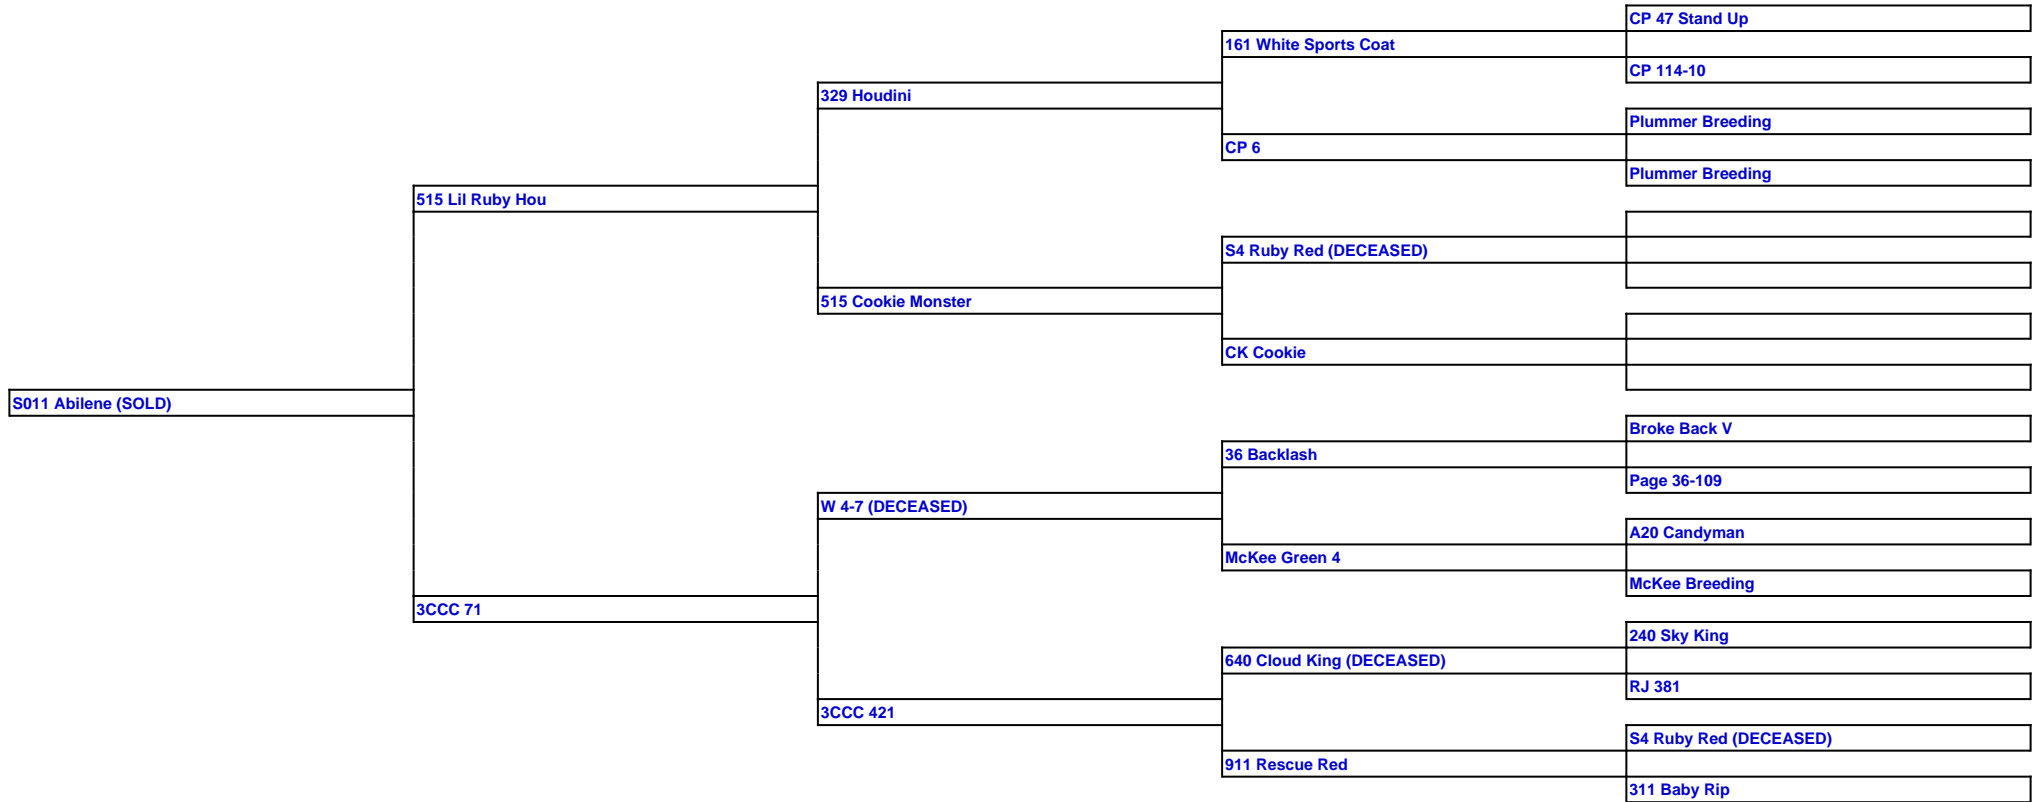 CP 47 Stand Up
161 White Sports Coat
CP 114-10
329 Houdini
Plummer Breeding
CP 6
Plummer Breeding
515 Lil Ruby Hou
S4 Ruby Red (DECEASED)
515 Cookie Monster
CK Cookie
S011 Abilene (SOLD)
Broke Back V
36 Backlash
Page 36-109
W 4-7 (DECEASED)
A20 Candyman
McKee Green 4
McKee Breeding
3CCC 71
240 Sky King
640 Cloud King (DECEASED)
RJ 381
3CCC 421
S4 Ruby Red (DECEASED)
911 Rescue Red
311 Baby Rip